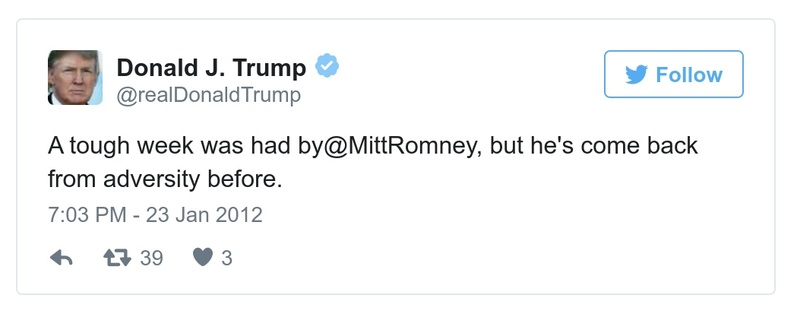 Donald J. Trump
@realDonaldTrump
Follow
A tough week was had by@MittRomney, but he's come back
from adversity before.
7:03 PM - 23 Jan 2012
39 3